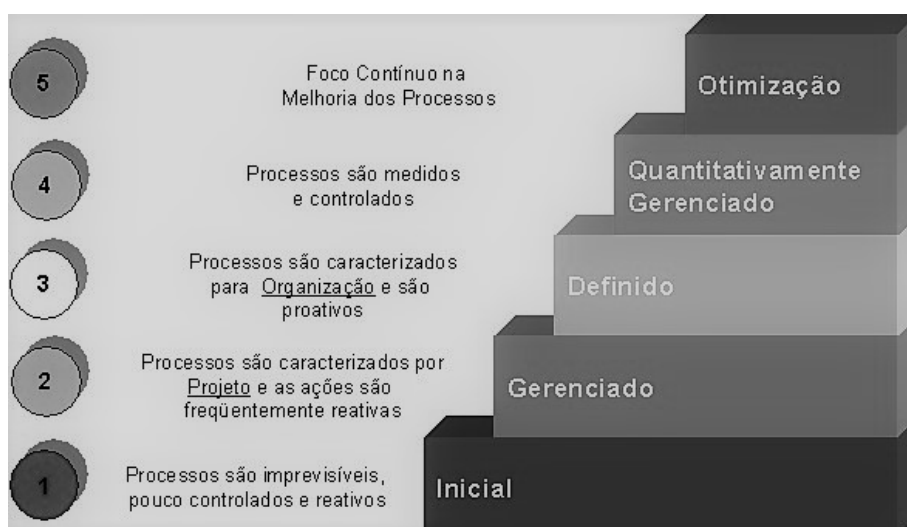 5
Foco Contínuo na
Melhoria dos Processos
Otimização
4
Processos são medidos
e controlados
Quantitativamente
Gerenciado
3
Processos são caracterizados
para Organização e são
proativos
Definido
2
Processos são caracterizados por
Projeto e as ações são
freqüentemente reativas
Gerenciado
1
Processos são imprevisíveis,
pouco controlados e reativos
Inicial